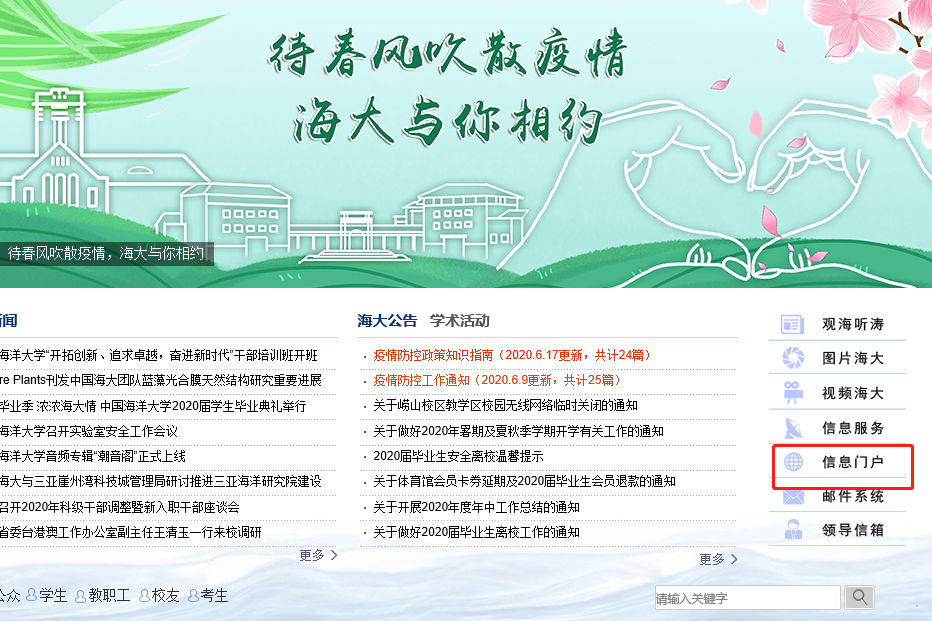 待春风吹散疫情
海大与你相约
待春风吹散疫情，海大与你相约
新闻
海洋大学“开拓创新、追求卓越，奋进新时代”干部培训班开班
re Plants刊发中国海大团队蓝藻光合膜天然结构研究重要进展
毕业季 浓浓海大情 中国海洋大学2020届学生毕业典礼举行
海洋大学召开实验室安全工作会议
海洋大学音频专辑“潮音阁”正式上线
海大与三亚崖州湾科技城管理局研讨推进三亚海洋研究院建设
召开2020年科级干部调整暨新入职干部座谈会
省委台港澳工作办公室副主任王清玉一行来校调研
更多
海大公告 学术活动
疫情防控政策知识指南（2020.6.17更新，共计24篇）
疫情防控工作通知（2020.6.9更新，共计25篇）
关于崂山校区教学区校园无线网络临时关闭的通知
关于做好2020年暑期及夏秋季学期开学有关工作的通知
2020届毕业生安全离校温馨提示
关于体育馆会员卡券延期及2020届毕业生会员退款的通知
关于开展2020年度年中工作总结的通知
关于做好2020届毕业生离校工作的通知
更多
观海听涛
图片海大
视频海大
信息服务
信息门户
邮件系统
领导信箱
公众 学生 教职工 校友 考生
请输入关键字